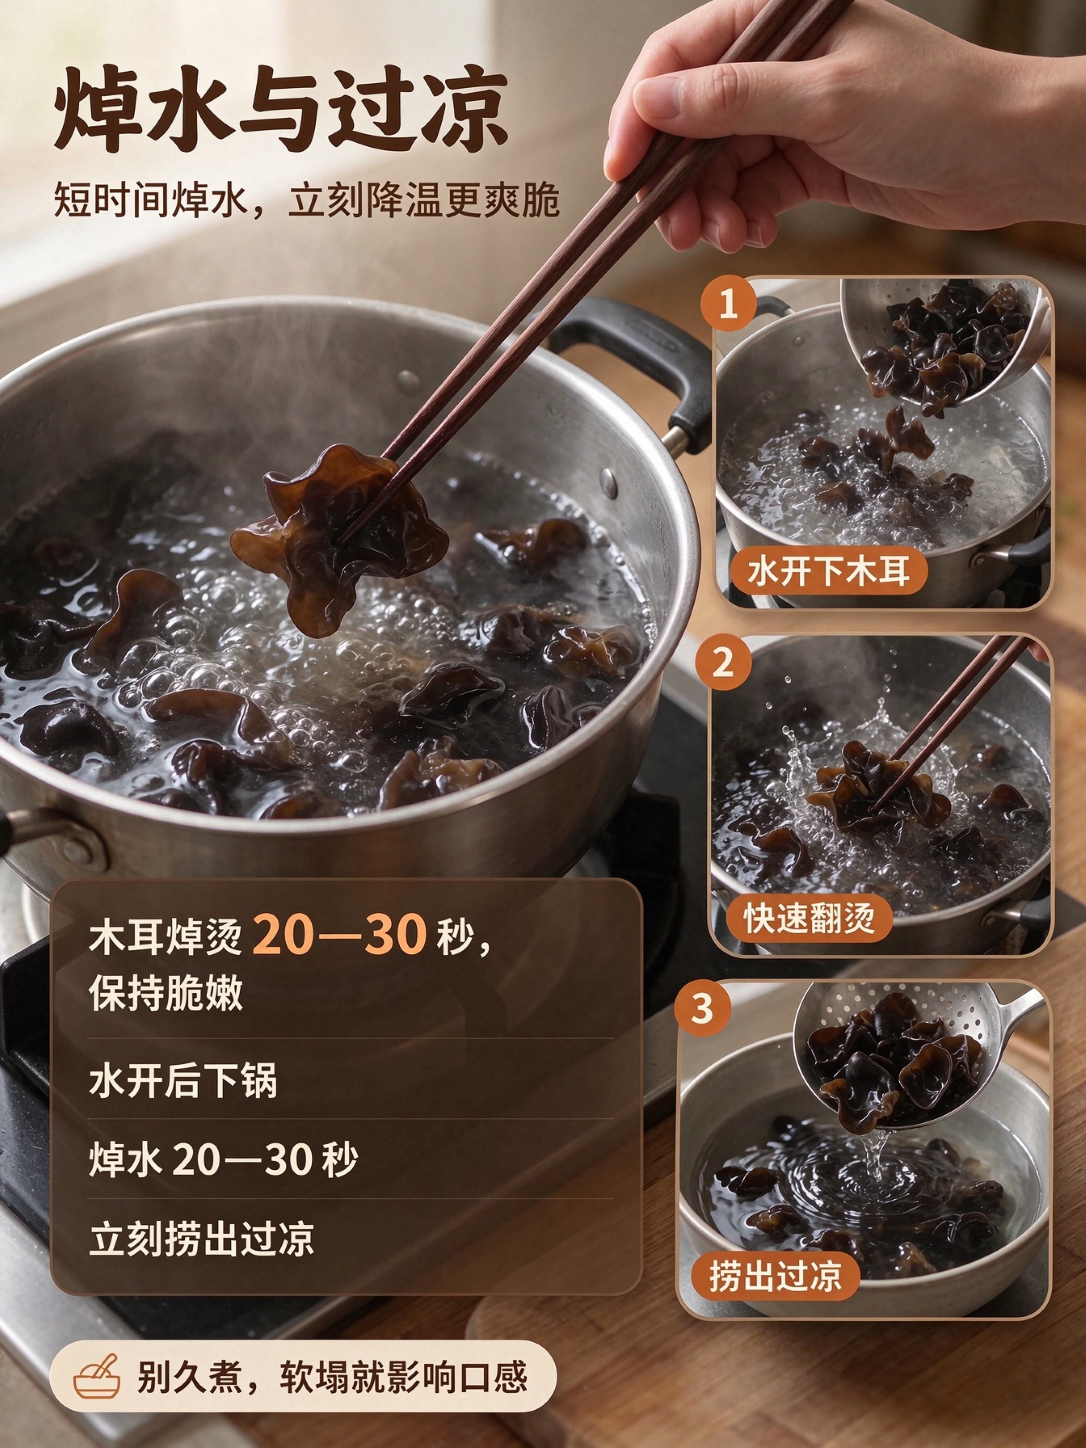 焯水与过凉
短时间焯水，立刻降温更爽脆
1
水开下木耳
2
快速翻烫
3
捞出过凉
木耳焯烫 20—30 秒，
保持脆嫩
水开后下锅
焯水 20—30 秒
立刻捞出过凉
别久煮，软塌就影响口感